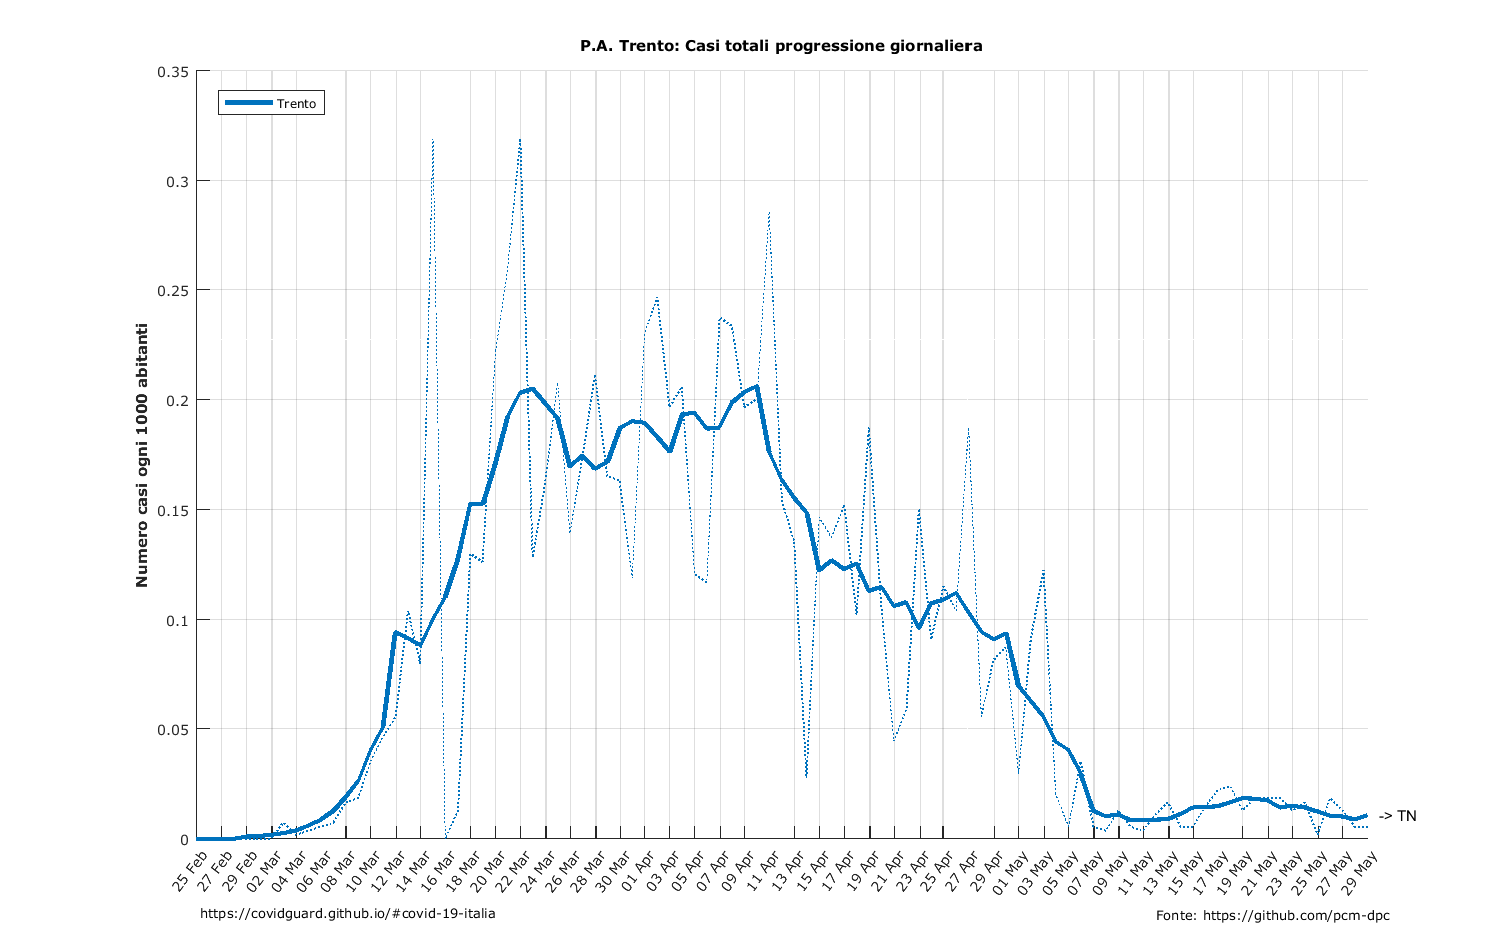 P.A. Trento: Casi totali progressione giornaliera
Trento
Numero casi ogni 1000 abitanti
0.35
0.3
0.25
0.2
0.15
0.1
0.05
0
-> TN
25 Feb
27 Feb
29 Feb
02 Mar
04 Mar
06 Mar
08 Mar
10 Mar
12 Mar
14 Mar
16 Mar
18 Mar
20 Mar
22 Mar
24 Mar
26 Mar
28 Mar
30 Mar
01 Apr
03 Apr
05 Apr
07 Apr
09 Apr
11 Apr
13 Apr
15 Apr
17 Apr
19 Apr
21 Apr
23 Apr
25 Apr
27 Apr
29 Apr
01 May
03 May
05 May
07 May
09 May
11 May
13 May
15 May
17 May
19 May
21 May
23 May
25 May
27 May
29 May
https://covidguard.github.io/#covid-19-italia
Fonte: https://github.com/pcm-dpc